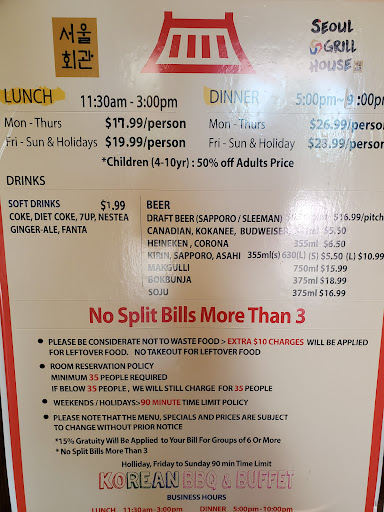 서울
회관
SEOUL
GRILL
HOUSE
LUNCH 11:30am - 3:00pm DINNER 5:00pm~9:00pm
Mon - Thurs $17.99/person Mon - Thurs $26.99/person
Fri - Sun & Holidays $19.99/person Fri - Sun & Holiday $28.99/person
*Children (4-10yr) : 50% off Adults Price
DRINKS
SOFT DRINKS $1.99 BEER
COKE, DIET COKE, 7UP, NESTEA DRAFT BEER (SAPPORO / SLEEMAN) $16.99/pitch
GINGER-ALE, FANTA CANADIAN, KOKANEE, BUDWEISER $5.50
HEINEKEN , CORONA 355ml $6.50
KIRIN, SAPPORO, ASAHI 355ml(s) 630(L) (S) $5.50 (L) $10.99
MAKGULLI 750ml $15.99
BOKBUNJA 375ml $18.99
SOJU 375ml $16.99
No Split Bills More Than 3
• PLEASE BE CONSIDERATE NOT TO WASTE FOOD > EXTRA $10 CHARGES WILL BE APPLIED
FOR LEFTOVER FOOD. NO TAKEOUT FOR LEFTOVER FOOD
• ROOM RESERVATION POLICY
MINIMUM 35 PEOPLE REQUIRED
IF BELOW 35 PEOPLE , WE WILL STILL CHARGE FOR 35 PEOPLE
• WEEKENDS / HOLIDAYS>90 MINUTE TIME LIMIT POLICY
• PLEASE NOTE THAT THE MENU, SPECIALS AND PRICES ARE SUBJECT
TO CHANGE WITHOUT PRIOR NOTICE
*15% Gratuity Will Be Applied to Your Bill For Groups of 6 Or More
* No Split Bills More Than 3
Holliday, Friday to Sunday 90 min Time Limit
KOREAN BBQ & BUFFET
BUSINESS HOURS
LUNCH 11:30am-3:00pm DINNER 5:00pm-10:00pm